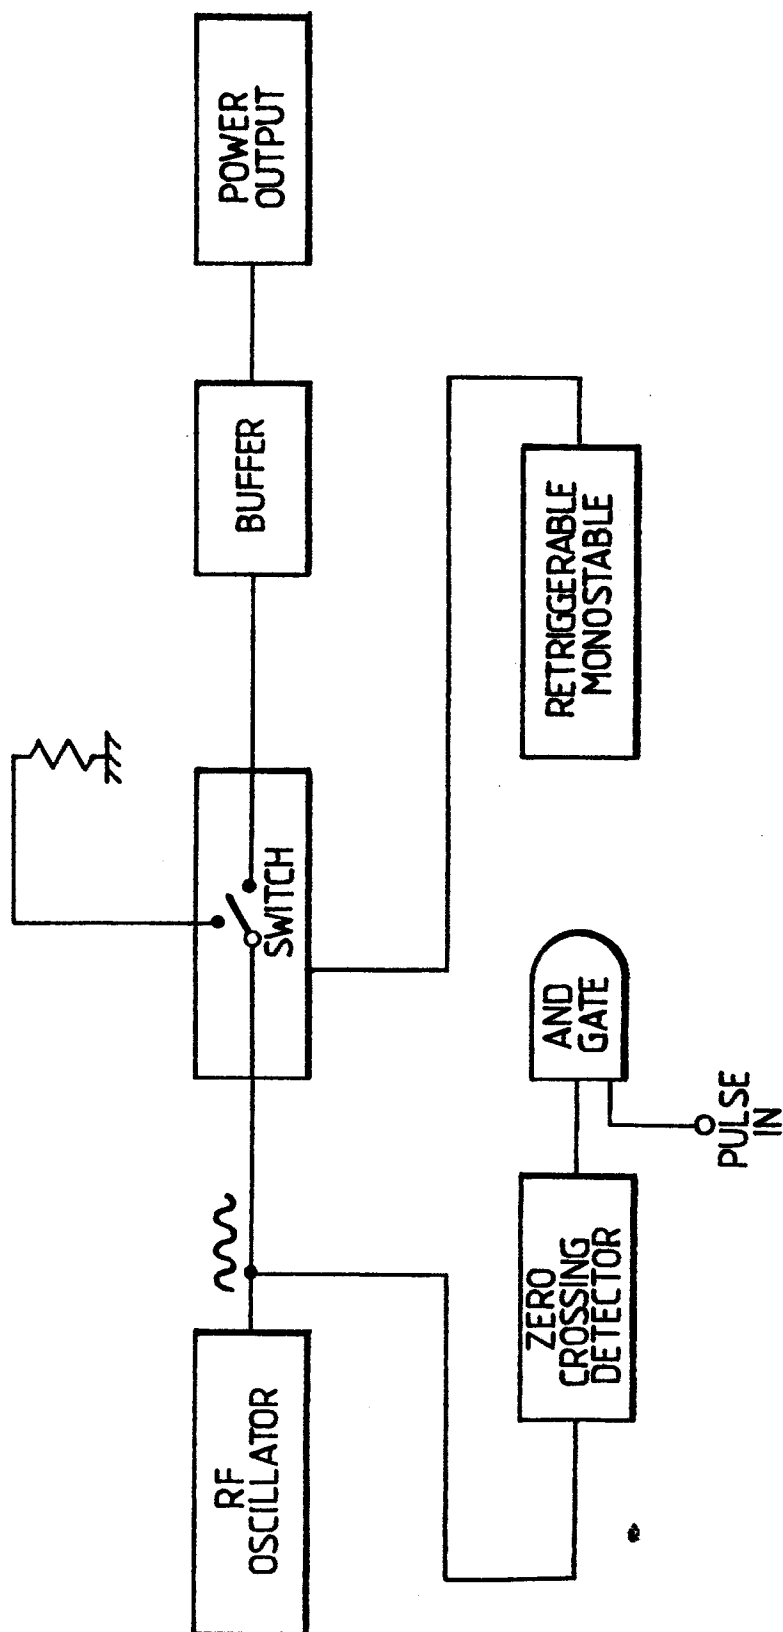 RF
OSCILLATOR
SWITCH
BUFFER
POWER
OUTPUT
ZERO
CROSSING
DETECTOR
AND
GATE
PULSE
IN
RETRIGGERABLE
MONOSTABLE